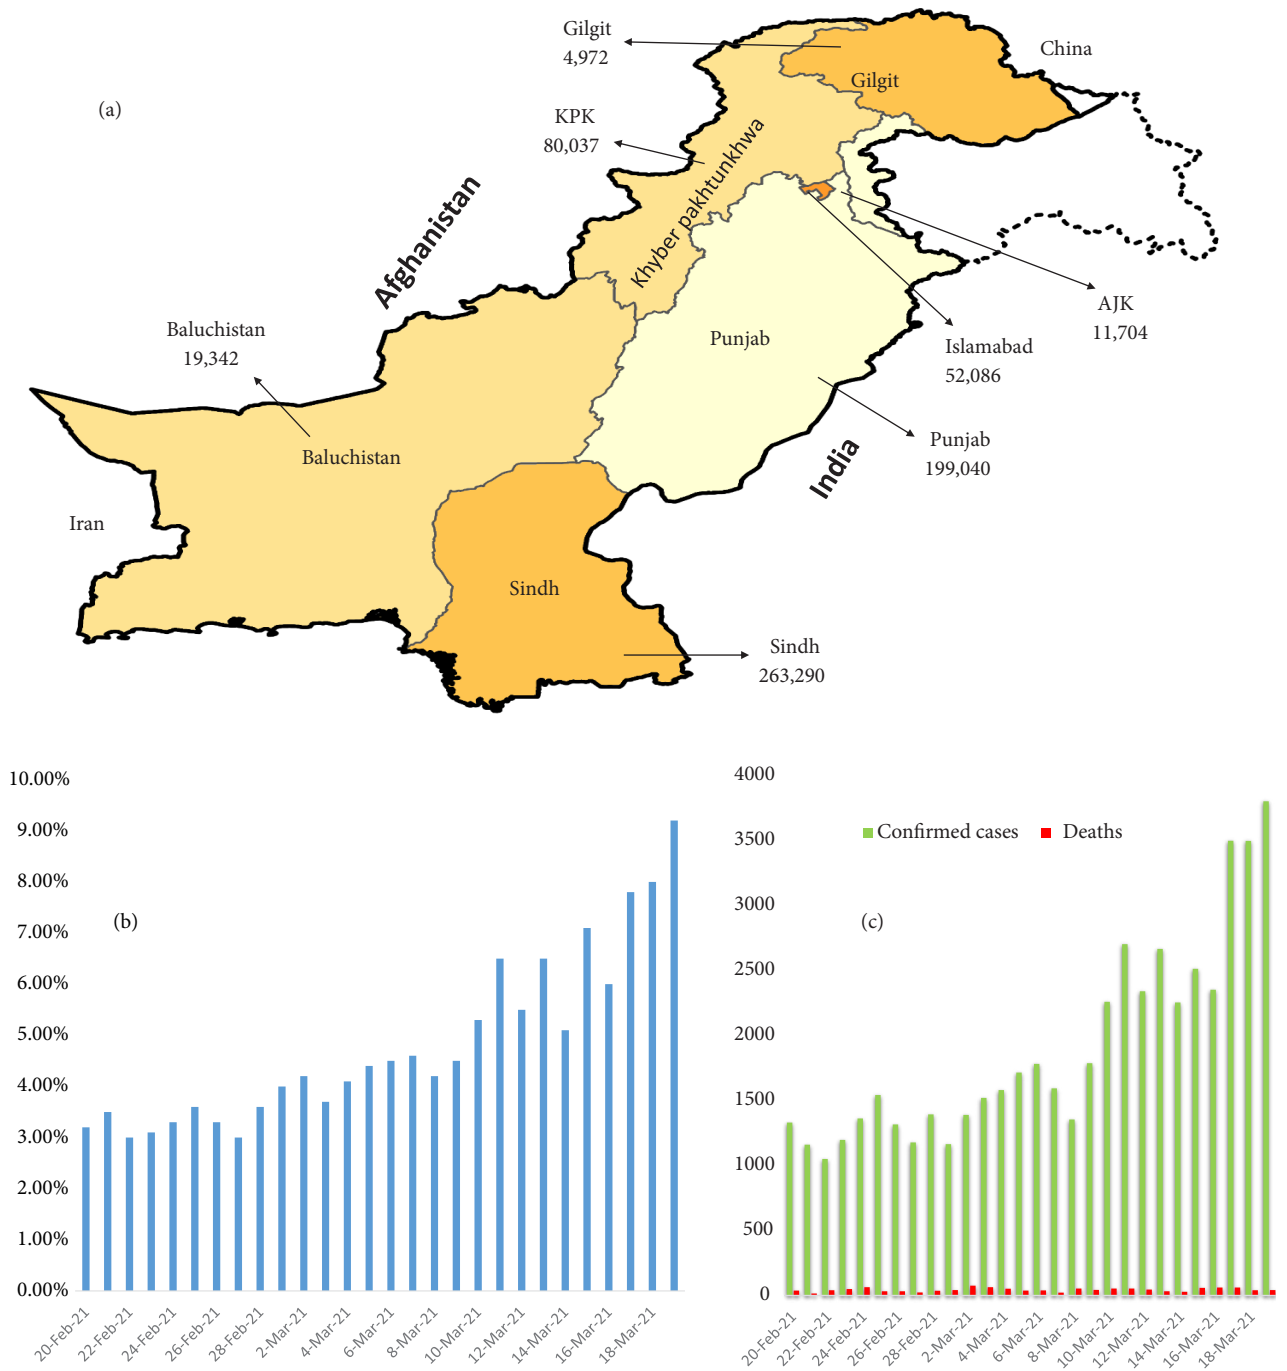 Gilgit
4,972
China
Gilgit
(a)
KPK
80,037
Khyber pakhtunkhwa
Afghanistan
AJK
11,704
Baluchistan
19,342
Punjab
Islamabad
52,086
Baluchistan
Punjab
199,040
India
Iran
Sindh
Sindh
263,290
10.00%
9.00%
8.00%
7.00%
6.00%
5.00%
4.00%
3.00%
2.00%
1.00%
0.00%
(b)
20-Feb-21
22-Feb-21
24-Feb-21
26-Feb-21
28-Feb-21
2-Mar-21
4-Mar-21
6-Mar-21
8-Mar-21
10-Mar-21
12-Mar-21
14-Mar-21
16-Mar-21
18-Mar-21
4000
3500
3000
2500
2000
1500
1000
500
0
Confirmed cases Deaths
(c)
20-Feb-21
22-Feb-21
24-Feb-21
26-Feb-21
28-Feb-21
2-Mar-21
4-Mar-21
6-Mar-21
8-Mar-21
10-Mar-21
12-Mar-21
14-Mar-21
16-Mar-21
18-Mar-21